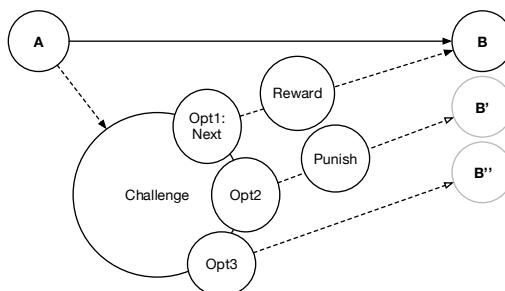 A
B
Reward
Opt1:
Next
B'
Punish
B''
Challenge
Opt2
Opt3